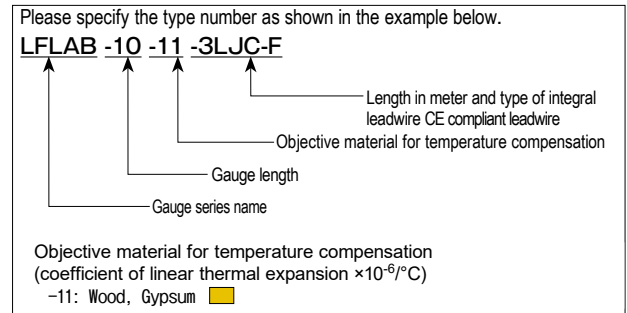 Please specify the type number as shown in the example below.
LFLAB -10 -11 -3LJC-F
Length in meter and type of integral
leadwire CE compliant leadwire
Objective material for temperature compensation
Gauge length
Gauge series name
Objective material for temperature compensation
(coefficient of linear thermal expansion ×10⁻⁶/°C)
-11: Wood, Gypsum